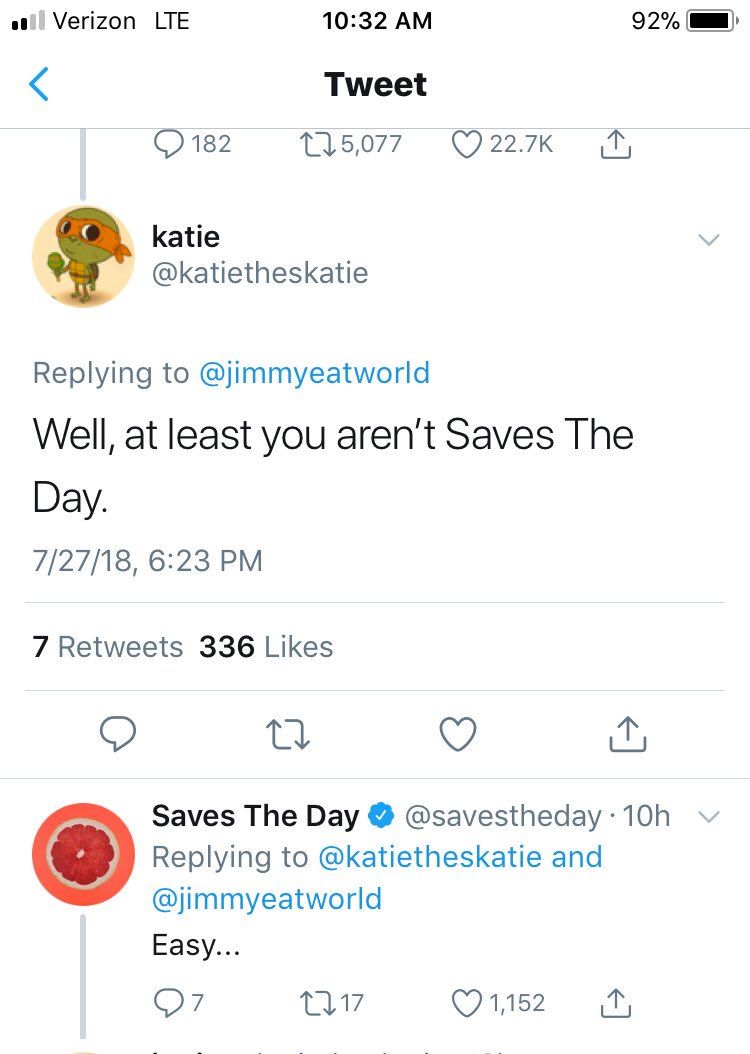 Verizon LTE 10:32 AM 92%
Tweet
182 5,077 22.7K
katie
@katietheskatie
Replying to @jimmyeatworld
Well, at least you aren't Saves The
Day.
7/27/18, 6:23 PM
7 Retweets 336 Likes
Saves The Day @savestheday · 10h
Replying to @katietheskatie and
@jimmyeatworld
Easy...
7 17 1,152